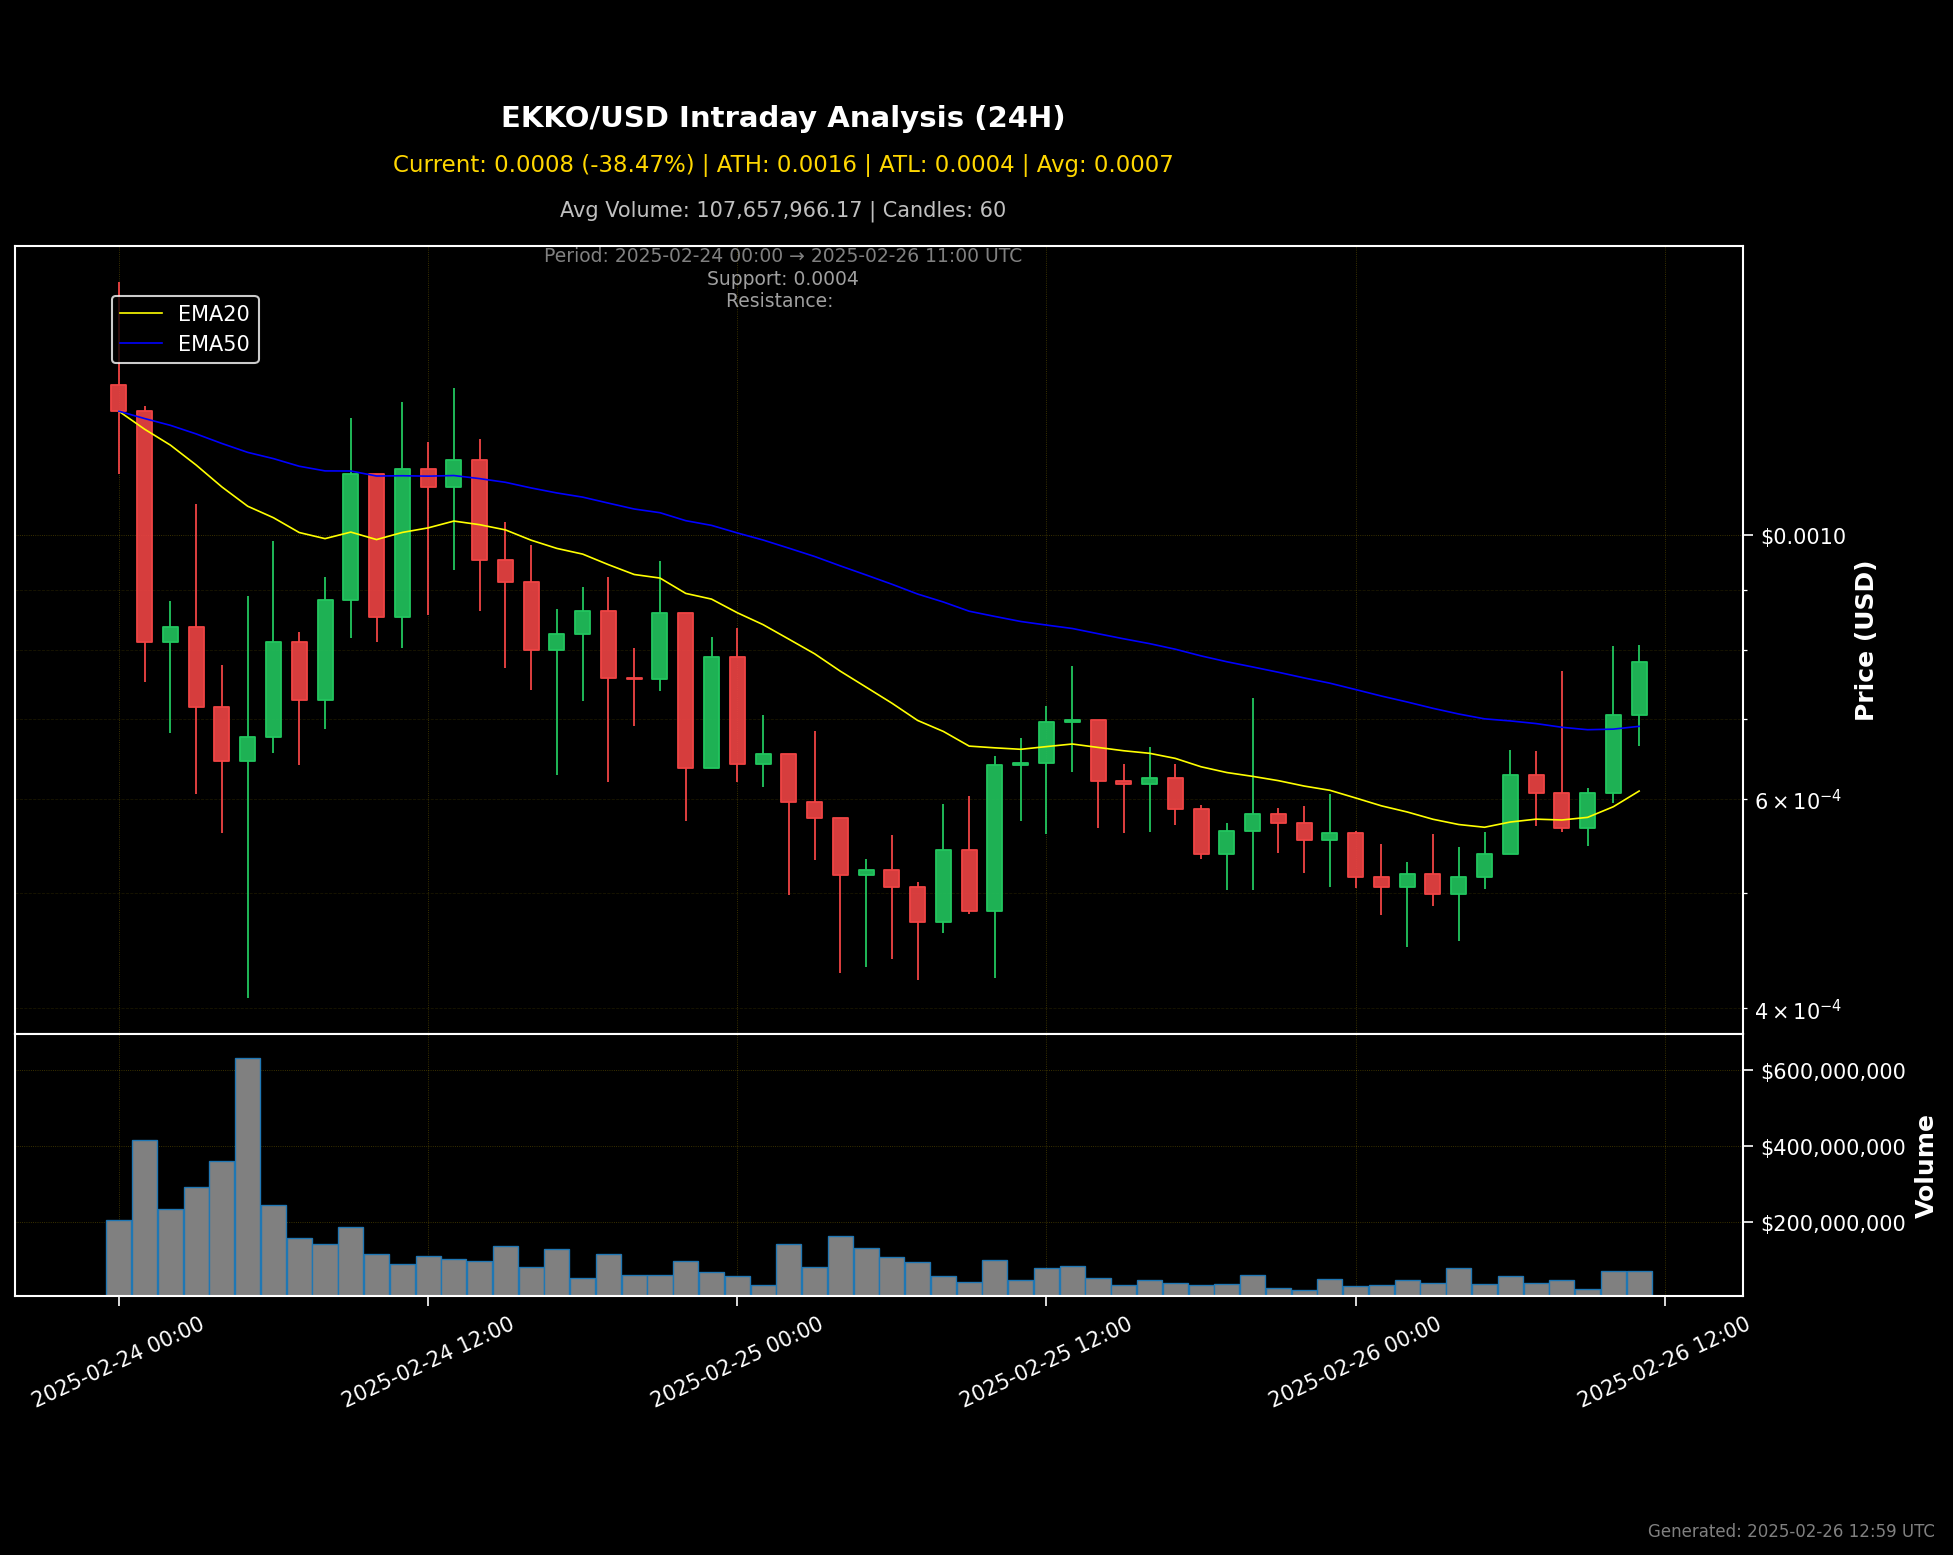 EKKO/USD Intraday Analysis (24H)
Current: 0.0008 (-38.47%) | ATH: 0.0016 | ATL: 0.0004 | Avg: 0.0007
Avg Volume: 107,657,966.17 | Candles: 60
Period: 2025-02-24 00:00 → 2025-02-26 11:00 UTC
Support: 0.0004
Resistance:
EMA20
EMA50
$0.0010
6 × 10⁻⁴
4 × 10⁻⁴
Price (USD)
$600,000,000
$400,000,000
$200,000,000
Volume
2025-02-24 00:00
2025-02-24 12:00
2025-02-25 00:00
2025-02-25 12:00
2025-02-26 00:00
2025-02-26 12:00
Generated: 2025-02-26 12:59 UTC